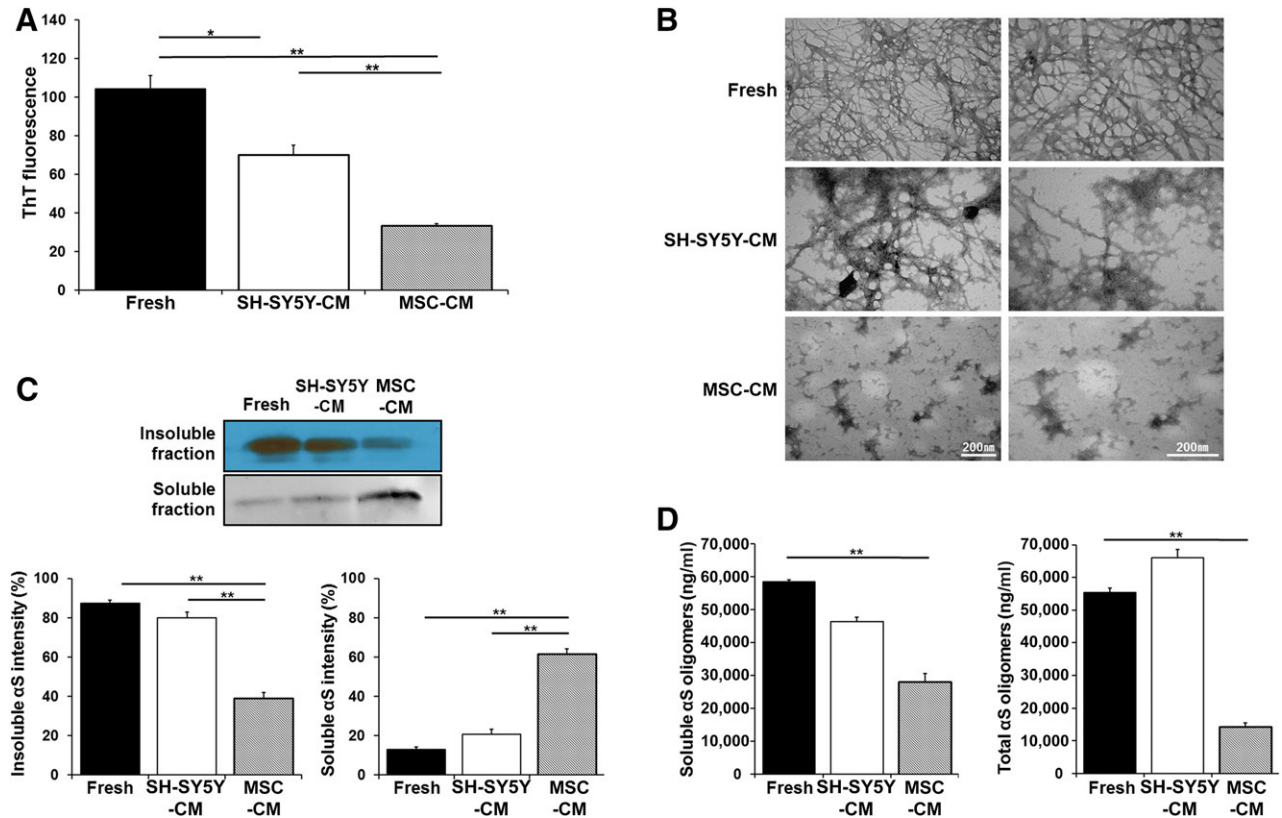 A
ThT fluorescence
140
120
100
80
60
40
20
0
*
**
**
Fresh
SH-SY5Y-CM
MSC-CM
B
Fresh
SH-SY5Y-CM
MSC-CM
200nm
200nm
C
Fresh
SH-SY5Y
-CM
MSC
-CM
Insoluble
fraction
Soluble
fraction
Insoluble αS intensity (%)
100
80
60
40
20
0
**
**
Fresh
SH-SY5Y
-CM
MSC
-CM
Soluble αS intensity (%)
100
80
60
40
20
0
**
**
Fresh
SH-SY5Y
-CM
MSC
-CM
D
Soluble αS oligomers (ng/ml)
70,000
60,000
50,000
40,000
30,000
20,000
10,000
0
**
Fresh
SH-SY5Y
-CM
MSC
-CM
Total αS oligomers (ng/ml)
70,000
60,000
50,000
40,000
30,000
20,000
10,000
0
**
Fresh
SH-SY5Y
-CM
MSC
-CM